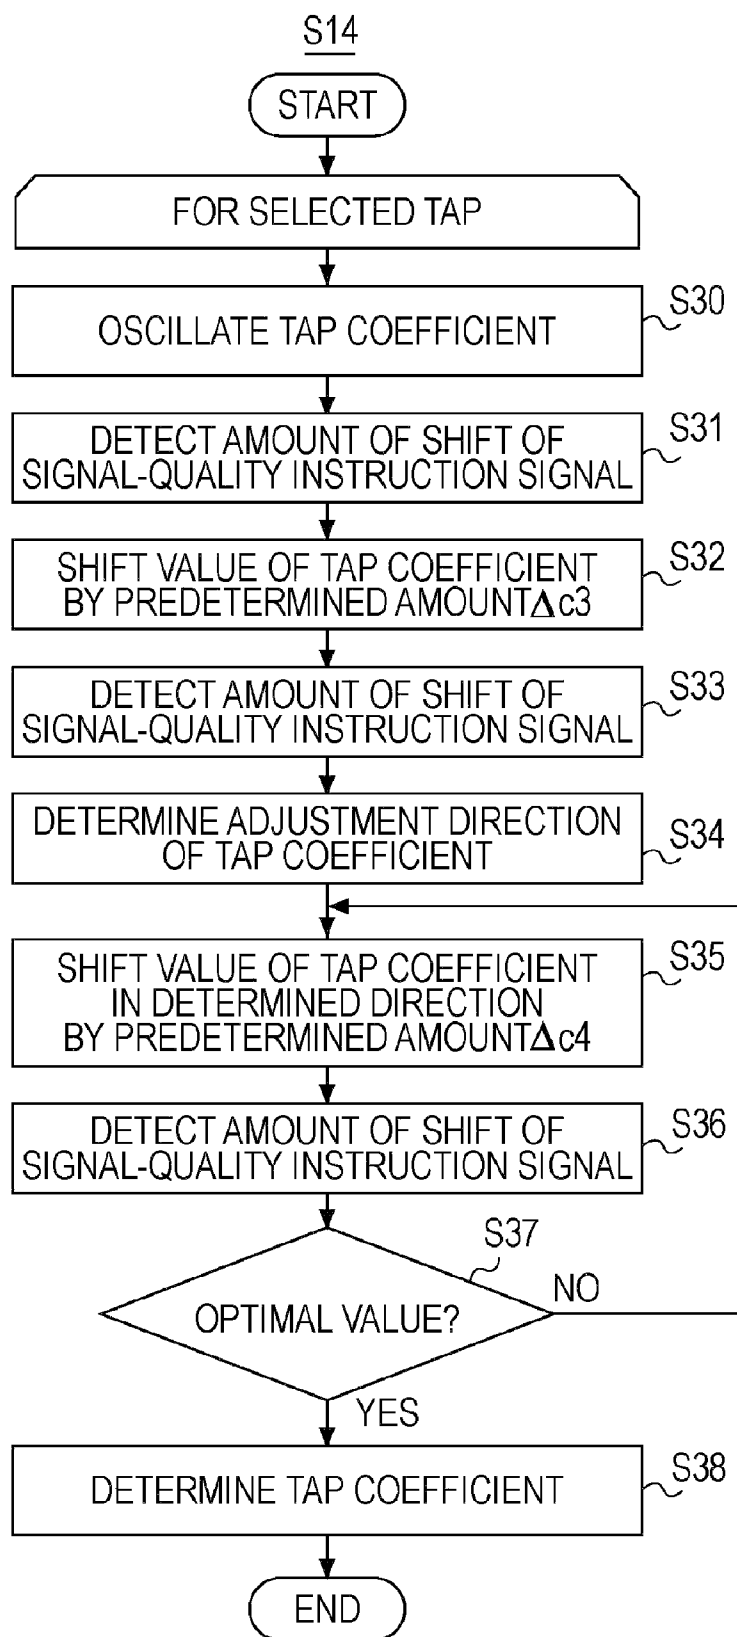 S14
START
FOR SELECTED TAP
OSCILLATE TAP COEFFICIENT
S30
DETECT AMOUNT OF SHIFT OF
SIGNAL-QUALITY INSTRUCTION SIGNAL
S31
SHIFT VALUE OF TAP COEFFICIENT
BY PREDETERMINED AMOUNTΔc3
S32
DETECT AMOUNT OF SHIFT OF
SIGNAL-QUALITY INSTRUCTION SIGNAL
S33
DETERMINE ADJUSTMENT DIRECTION
OF TAP COEFFICIENT
S34
SHIFT VALUE OF TAP COEFFICIENT
IN DETERMINED DIRECTION
BY PREDETERMINED AMOUNTΔc4
S35
DETECT AMOUNT OF SHIFT OF
SIGNAL-QUALITY INSTRUCTION SIGNAL
S36
S37
OPTIMAL VALUE?
NO
YES
DETERMINE TAP COEFFICIENT
S38
END